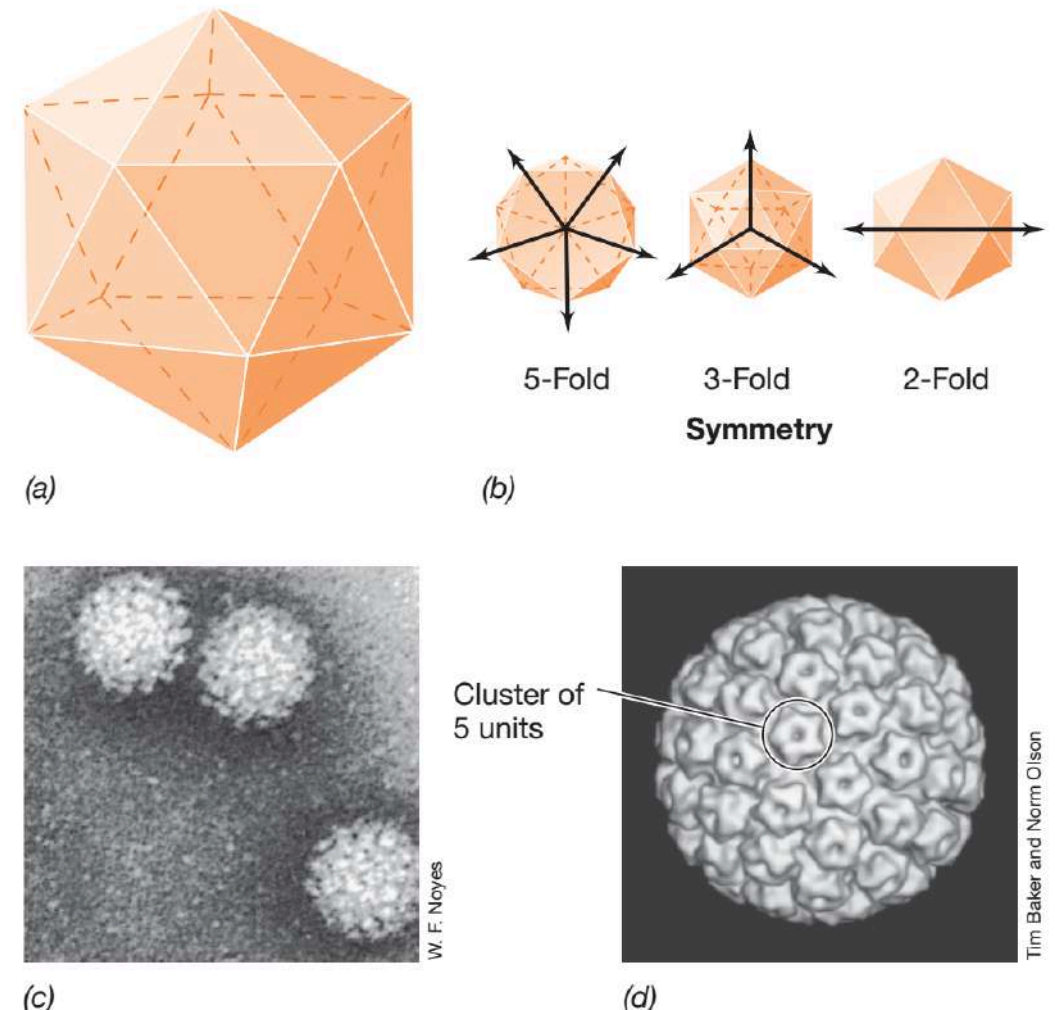 5-Fold
3-Fold
2-Fold
Symmetry
(a)
(b)
Cluster of
5 units
W. F. Noyes
Tim Baker and Norm Olson
(c)
(d)